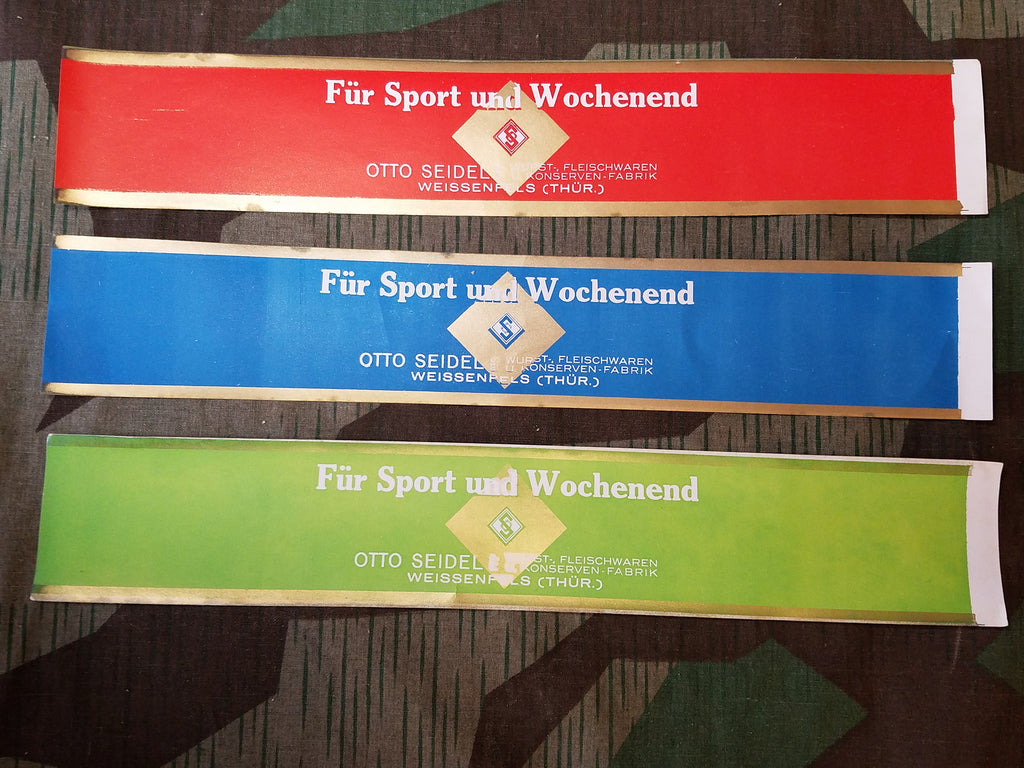 Für Sport und Wochenend
OTTO SEIDEL WURST-, FLEISCHWAREN
U. KONSERVEN-FABRIK
WEISSENFELS (THÜR.)
Für Sport und Wochenend
OTTO SEIDEL WURST-, FLEISCHWAREN
U. KONSERVEN-FABRIK
WEISSENFELS (THÜR.)
Für Sport und Wochenend
OTTO SEIDEL WURST-, FLEISCHWAREN
KONSERVEN-FABRIK
WEISSENFELS (THÜR.)